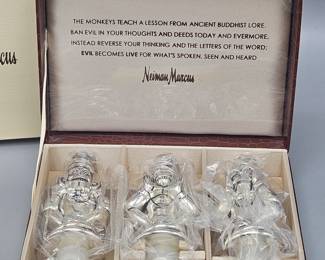 THE MONKEYS TEACH A LESSON FROM ANCIENT BUDDHIST LORE.
BAN EVIL IN YOUR THOUGHTS AND DEEDS TODAY AND EVERMORE,
INSTEAD REVERSE YOUR THINKING AND THE LETTERS OF THE WORD;
EVIL BECOMES LIVE FOR WHAT'S SPOKEN, SEEN AND HEARD
Neiman Marcus